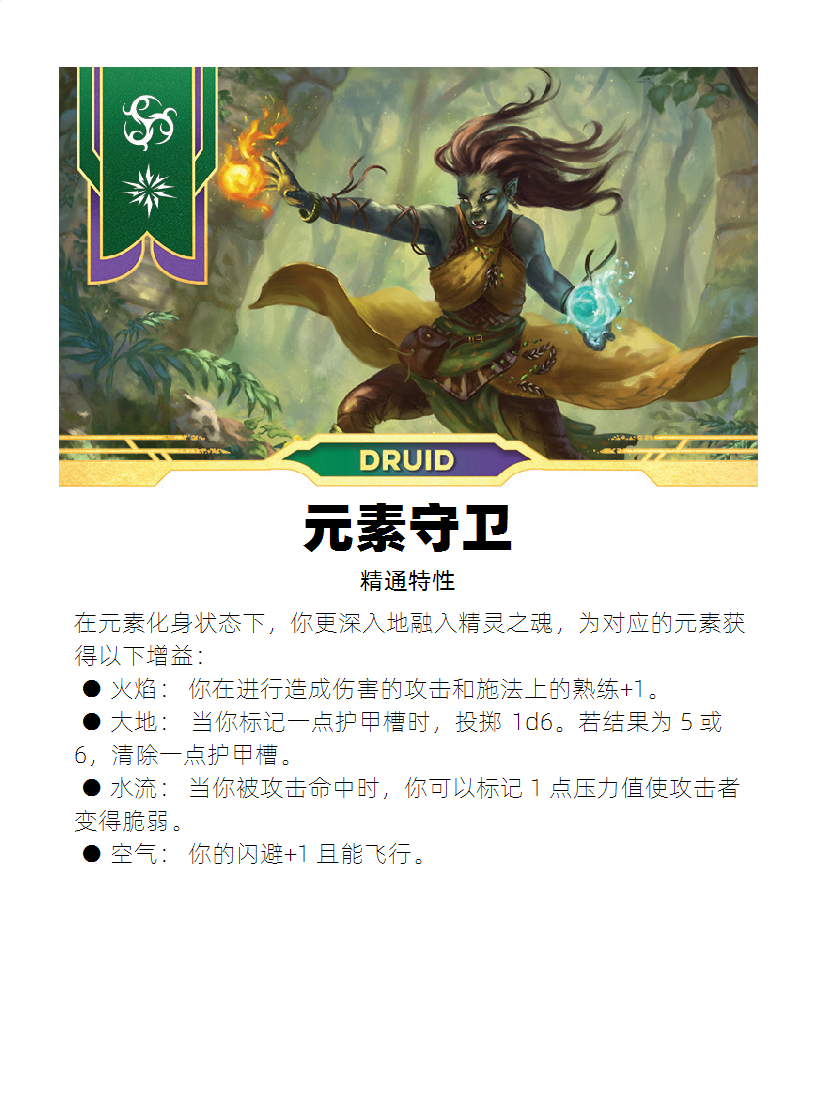 DRUID
元素守卫
精通特性
在元素化身状态下，你更深入地融入精灵之魂，为对应的元素获
得以下增益：
● 火焰： 你在进行造成伤害的攻击和施法上的熟练+1。
● 大地： 当你标记一点护甲槽时，投掷 1d6。若结果为 5 或
6，清除一点护甲槽。
● 水流： 当你被攻击命中时，你可以标记 1 点压力值使攻击者
变得脆弱。
● 空气： 你的闪避+1 且能飞行。